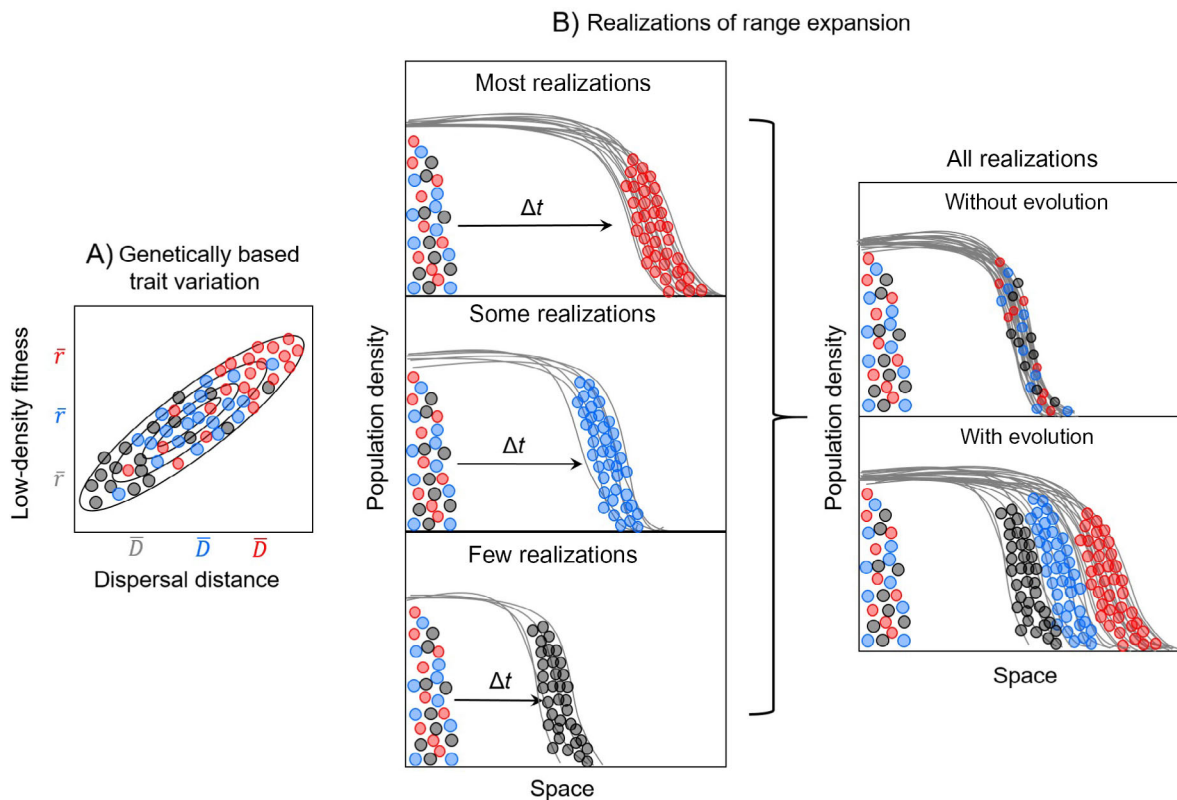 B) Realizations of range expansion
A) Genetically based
trait variation
Low-density fitness
r̄
r̄
r̄
D̄ D̄ D̄
Dispersal distance
Population density
Most realizations
Δt
Some realizations
Δt
Few realizations
Δt
Space
All realizations
Population density
Without evolution
With evolution
Space